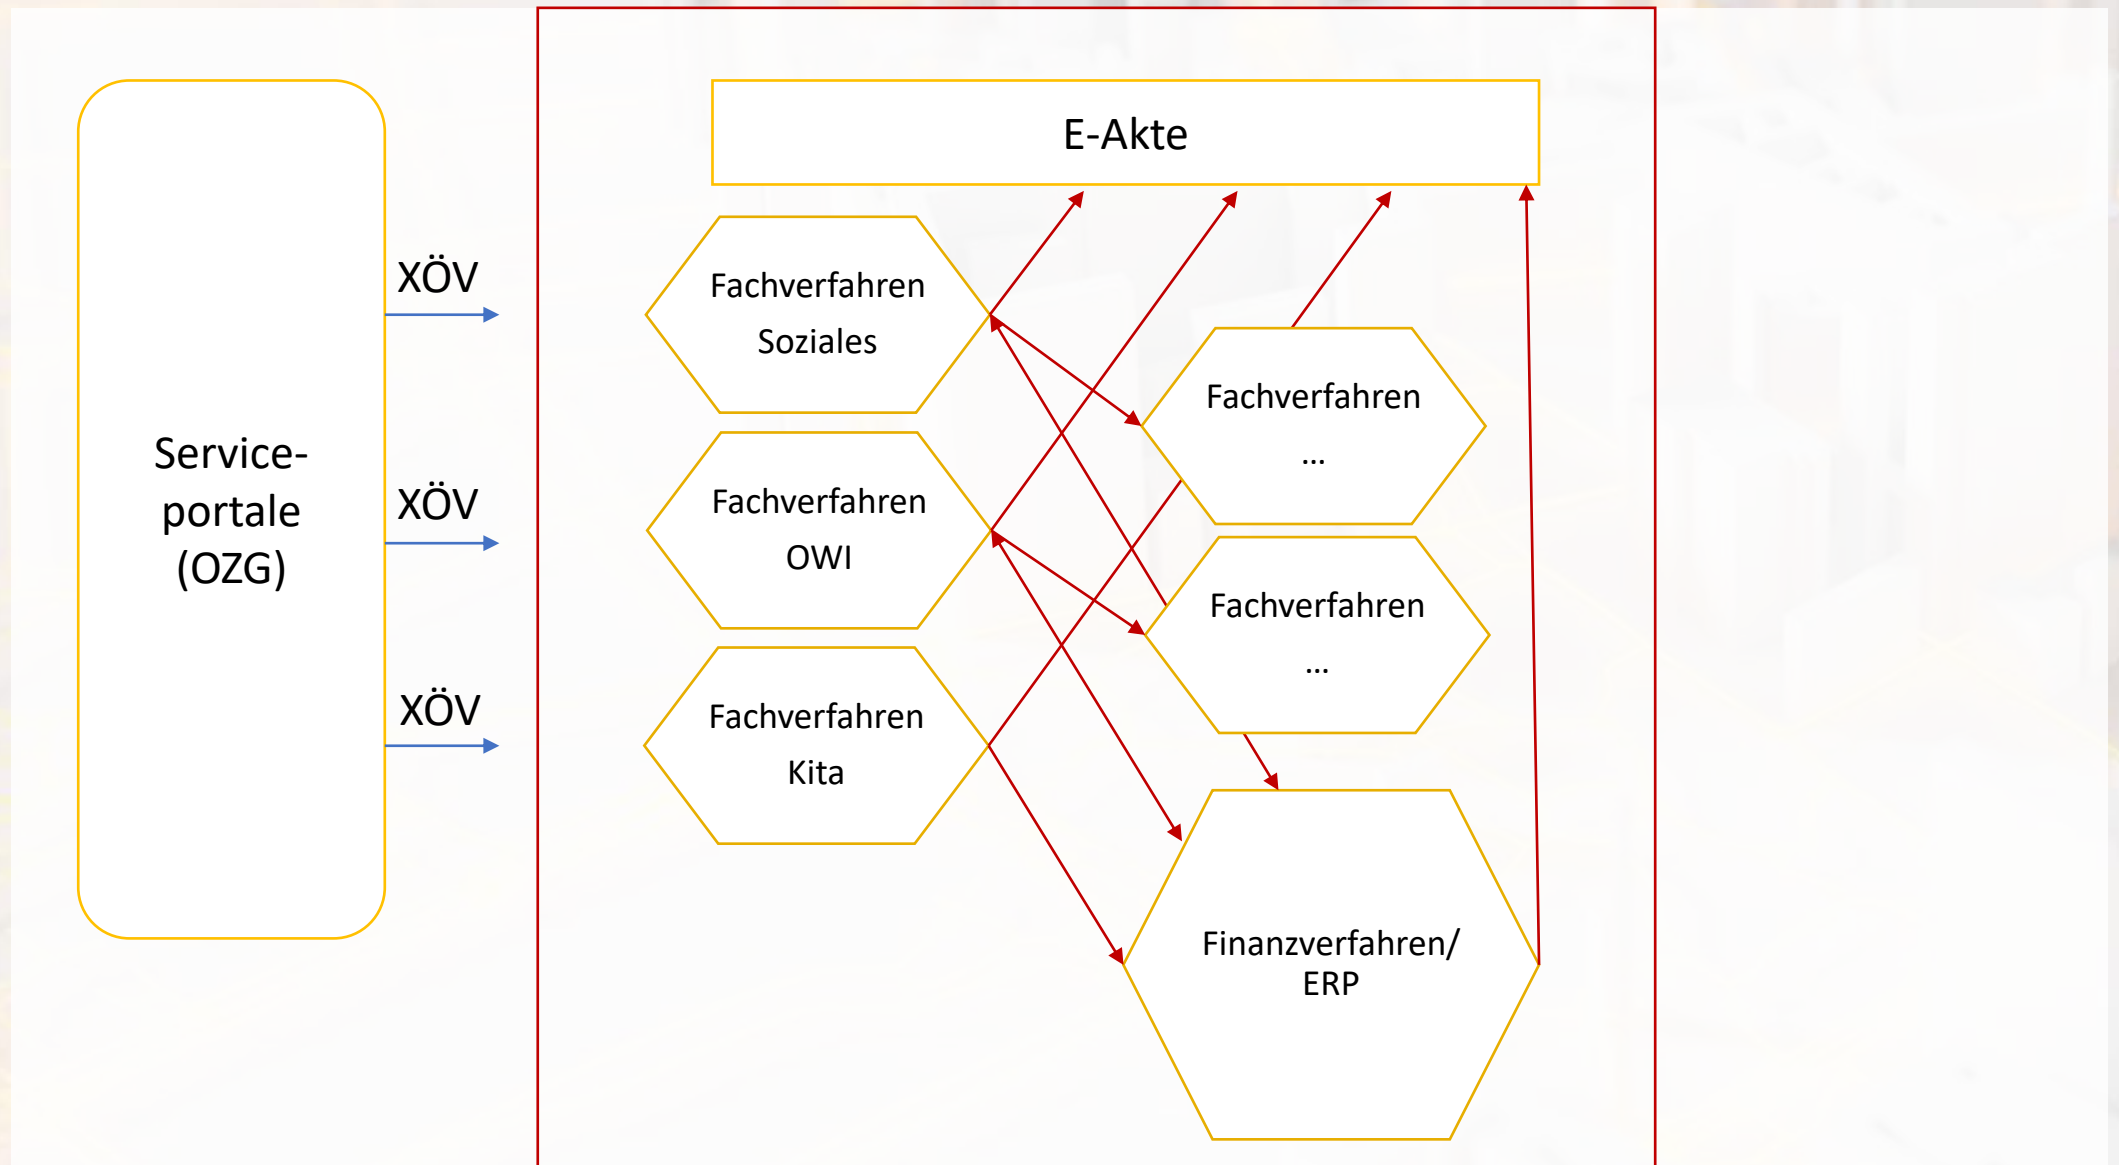 Service-
portale
(OZG)
XÖV
XÖV
XÖV
E-Akte
Fachverfahren
Soziales
Fachverfahren
OWI
Fachverfahren
Kita
Fachverfahren
...
Fachverfahren
...
Finanzverfahren/
ERP